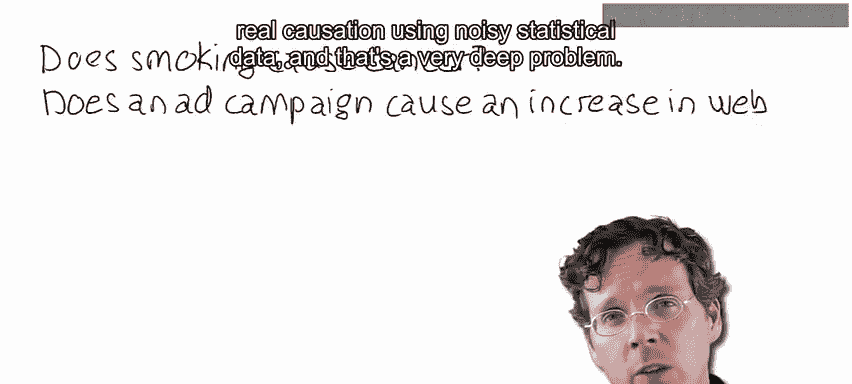 real causation using noisy statistical
data, and that's a very deep problem.
Does smoking
Does an ad campaign cause an increase in web